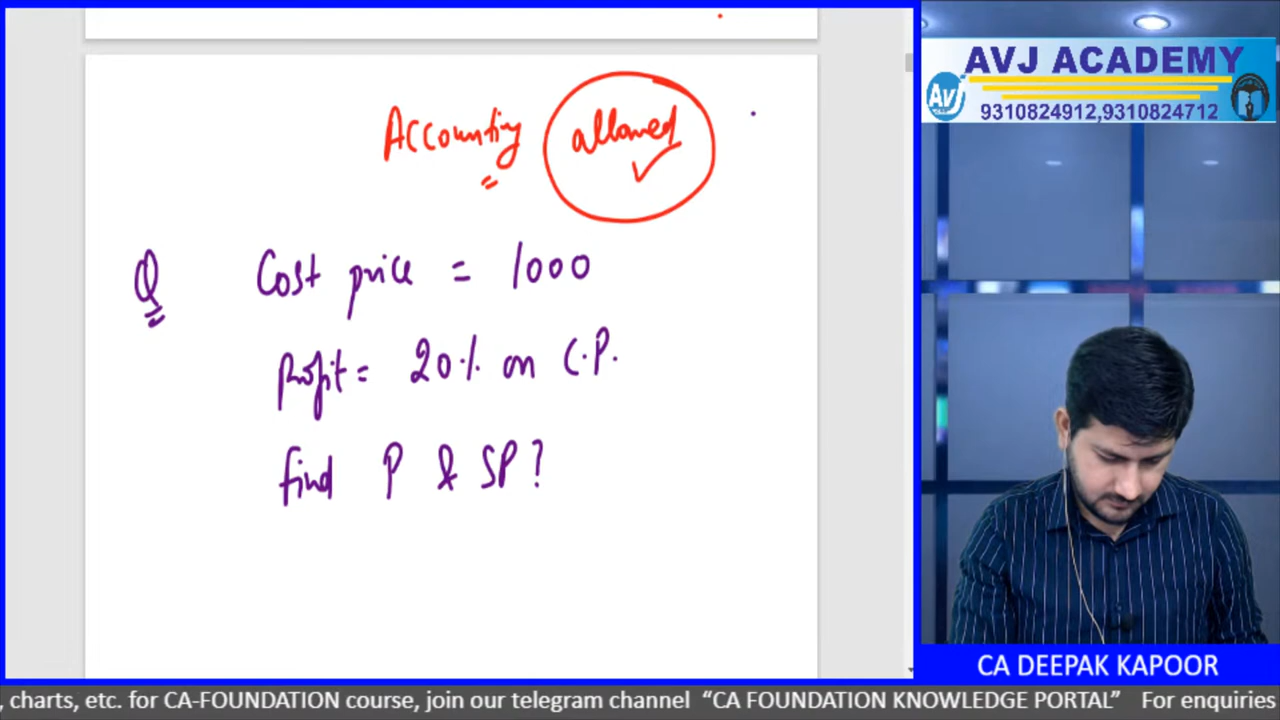 Accounting allowed
Q Cost price = 1000
Profit = 20% on C.P.
find P & SP?
AVJ ACADEMY
AV
9310824912,9310824712
CA DEEPAK KAPOOR
, charts, etc. for CA-FOUNDATION course, join our telegram channel “CA FOUNDATION KNOWLEDGE PORTAL” For enquiries